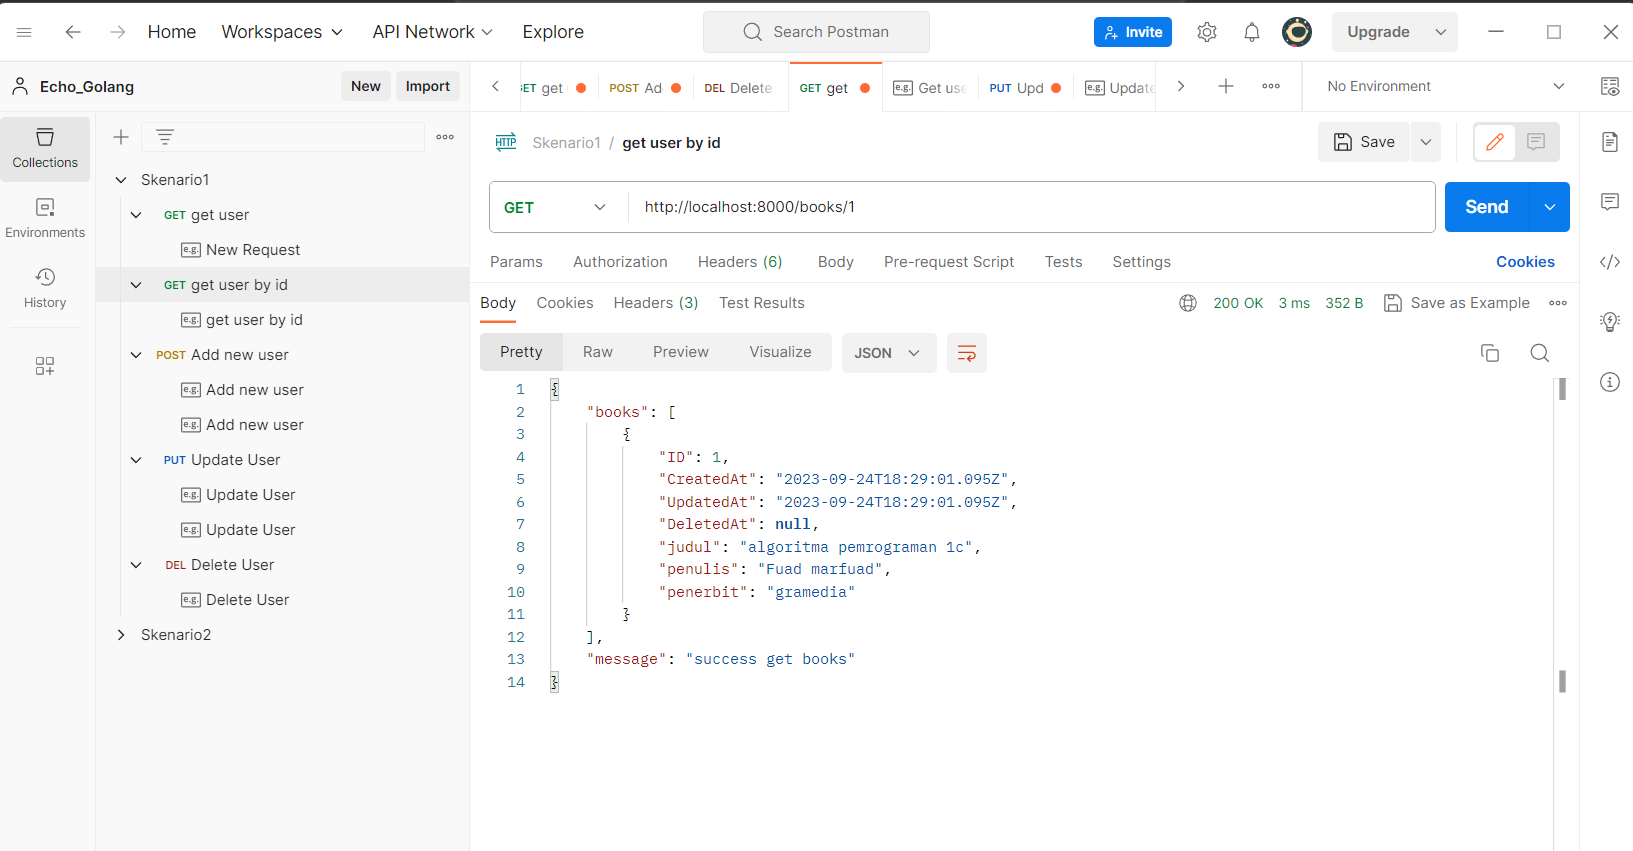 Home Workspaces API Network Explore Search Postman Invite Upgrade
Echo_Golang New Import
GET get POST Ad DEL Delete GET get e.g. Get use PUT Upd e.g. Update No Environment
Collections
Environments
History
Skenario1
GET get user
e.g. New Request
GET get user by id
e.g. get user by id
POST Add new user
e.g. Add new user
e.g. Add new user
PUT Update User
e.g. Update User
e.g. Update User
DEL Delete User
e.g. Delete User
Skenario2
HTTP Skenario1 / get user by id Save
GET http://localhost:8000/books/1 Send
Params Authorization Headers (6) Body Pre-request Script Tests Settings Cookies
Body Cookies Headers (3) Test Results 200 OK 3 ms 352 B Save as Example
Pretty Raw Preview Visualize JSON
1 {
2 "books": [
3 {
4 "ID": 1,
5 "CreatedAt": "2023-09-24T18:29:01.095Z",
6 "UpdatedAt": "2023-09-24T18:29:01.095Z",
7 "DeletedAt": null,
8 "judul": "algoritma pemrograman 1c",
9 "penulis": "Fuad marfuad",
10 "penerbit": "gramedia"
11 }
12 ],
13 "message": "success get books"
14 }